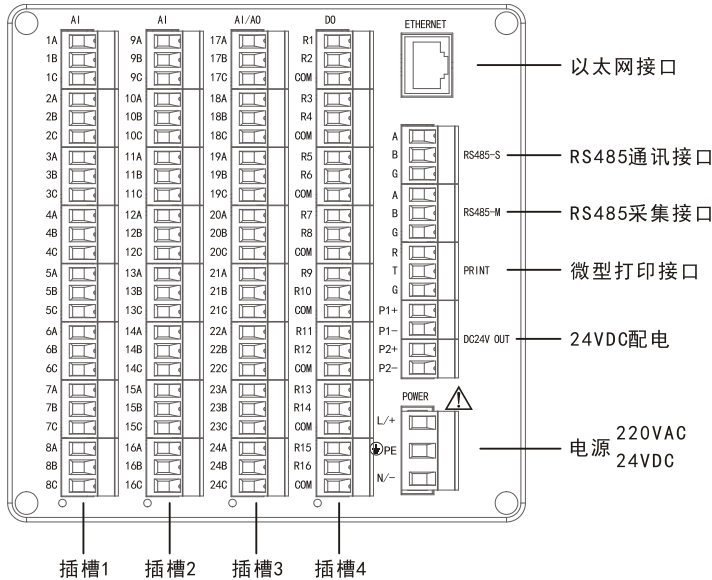 AI AI AI/AO DO ETHERNET
1A 9A 17A R1
1B 9B 17B R2
1C 9C 17C COM
以太网接口
2A 10A 18A R3
2B 10B 18B R4
2C 10C 18C COM
3A 11A 19A R5
3B 11B 19B R6
3C 11C 19C COM
4A 12A 20A R7
4B 12B 20B R8
4C 12C 20C COM
5A 13A 21A R9
5B 13B 21B R10
5C 13C 21C COM
6A 14A 22A R11
6B 14B 22B R12
6C 14C 22C COM
7A 15A 23A R13
7B 15B 23B R14
7C 15C 23C COM
8A 16A 24A R15
8B 16B 24B R16
8C 16C 24C COM
A
B RS485-S RS485通讯接口
G
A
B RS485-M RS485采集接口
G
R
T PRINT 微型打印接口
G
P1+
P1-
DC24V OUT 24VDC配电
P2+
P2-
POWER
L/+
PE
N/-
电源 220VAC
24VDC
插槽1 插槽2 插槽3 插槽4